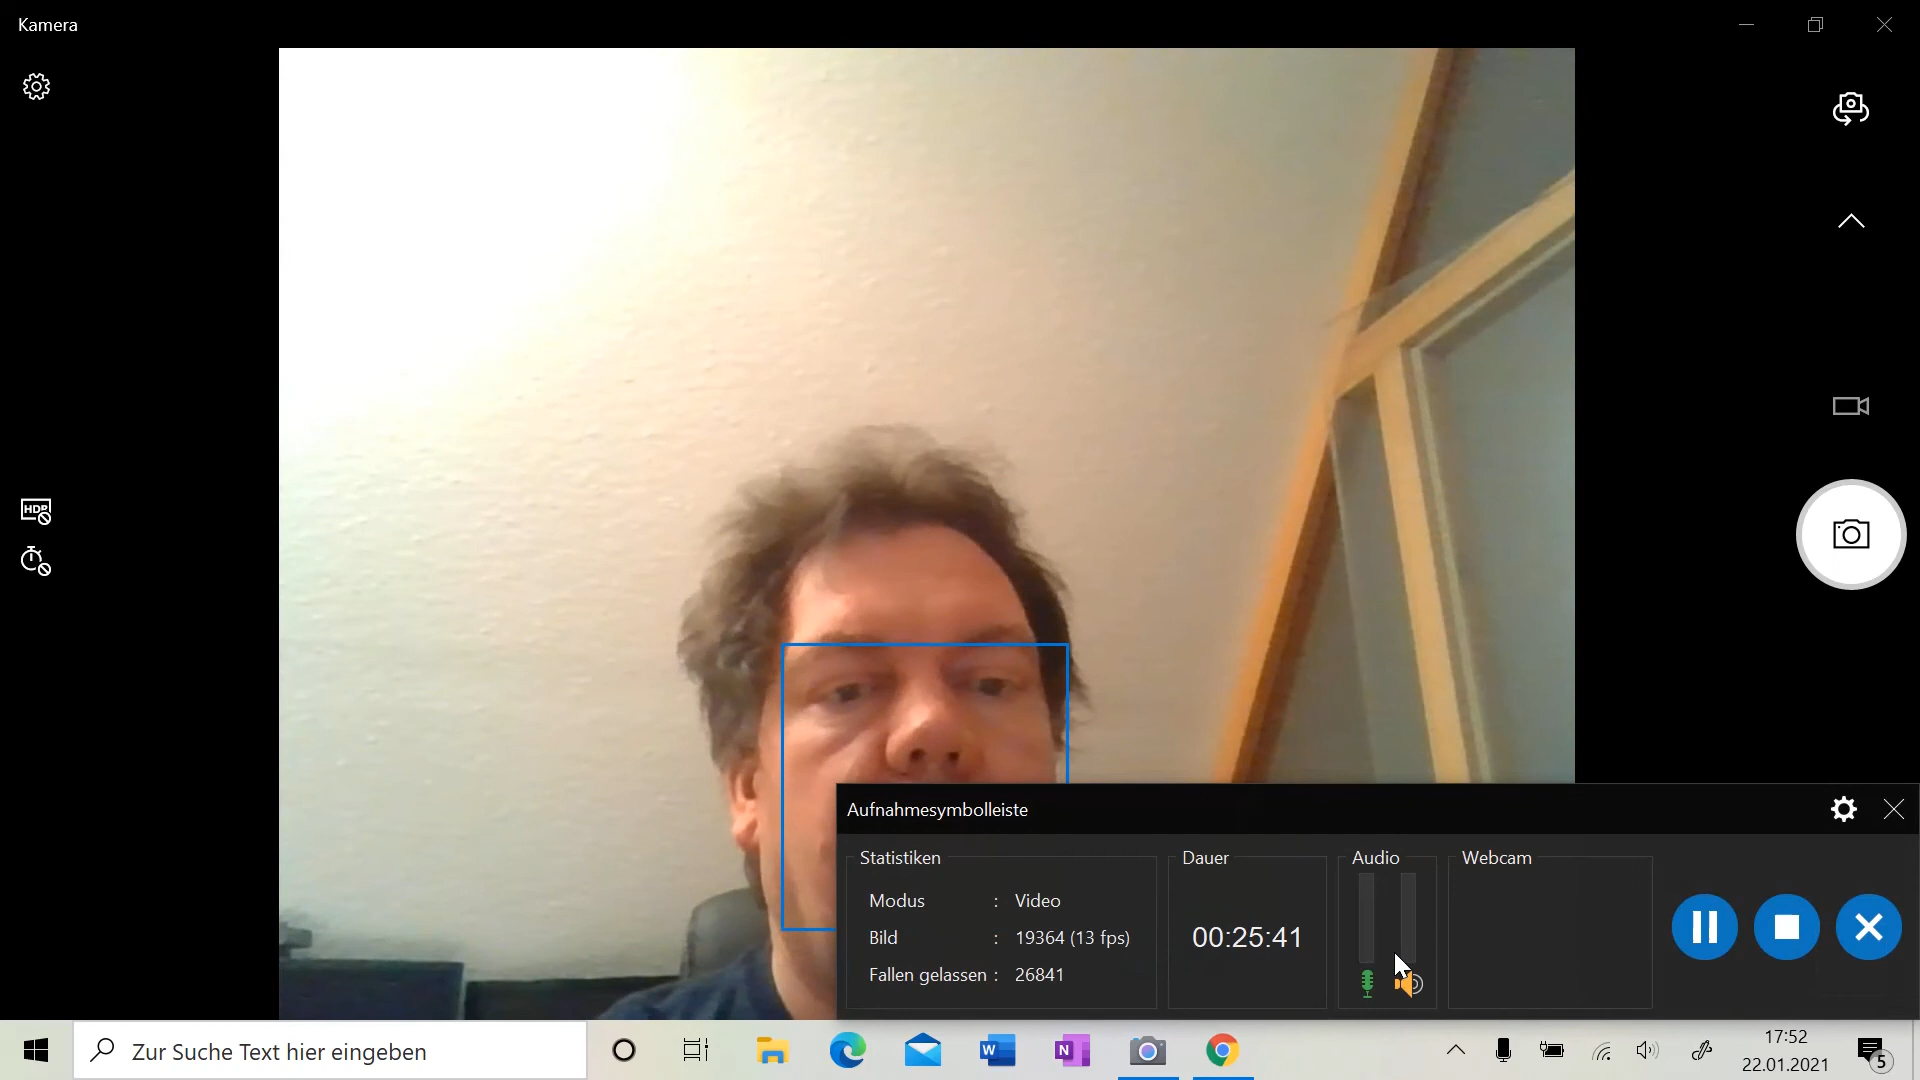 Kamera
HDR
Aufnahmesymbolleiste
Statistiken
Modus : Video
Bild : 19364 (13 fps)
Fallen gelassen : 26841
Dauer
00:25:41
Audio
Webcam
Zur Suche Text hier eingeben
W
N
17:52
22.01.2021
5